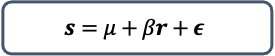 s = μ + βr + ϵ